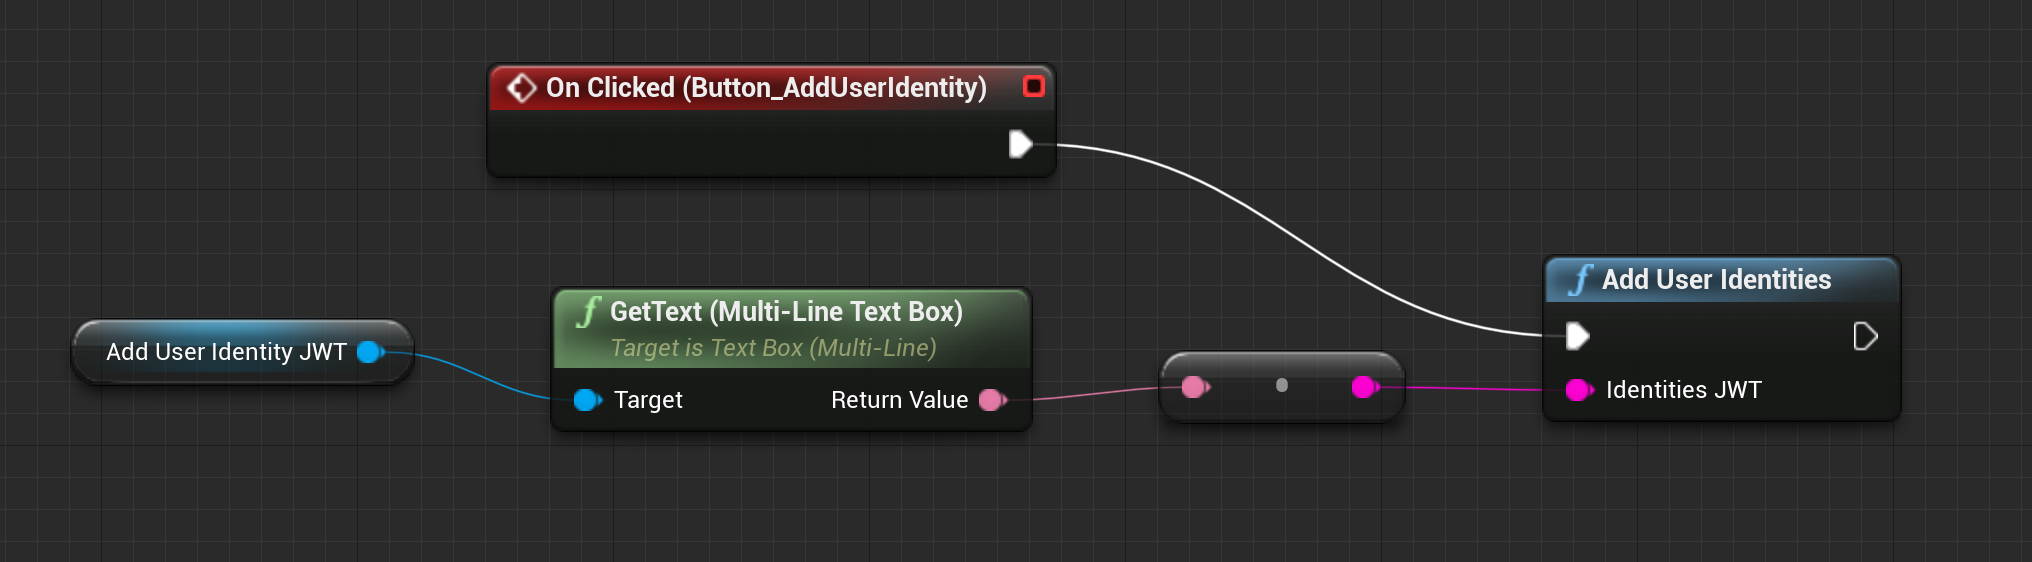 On Clicked (Button_AddUserIdentity)
Add User Identities
GetText (Multi-Line Text Box)
Target is Text Box (Multi-Line)
Add User Identity JWT
Target
Return Value
Identities JWT